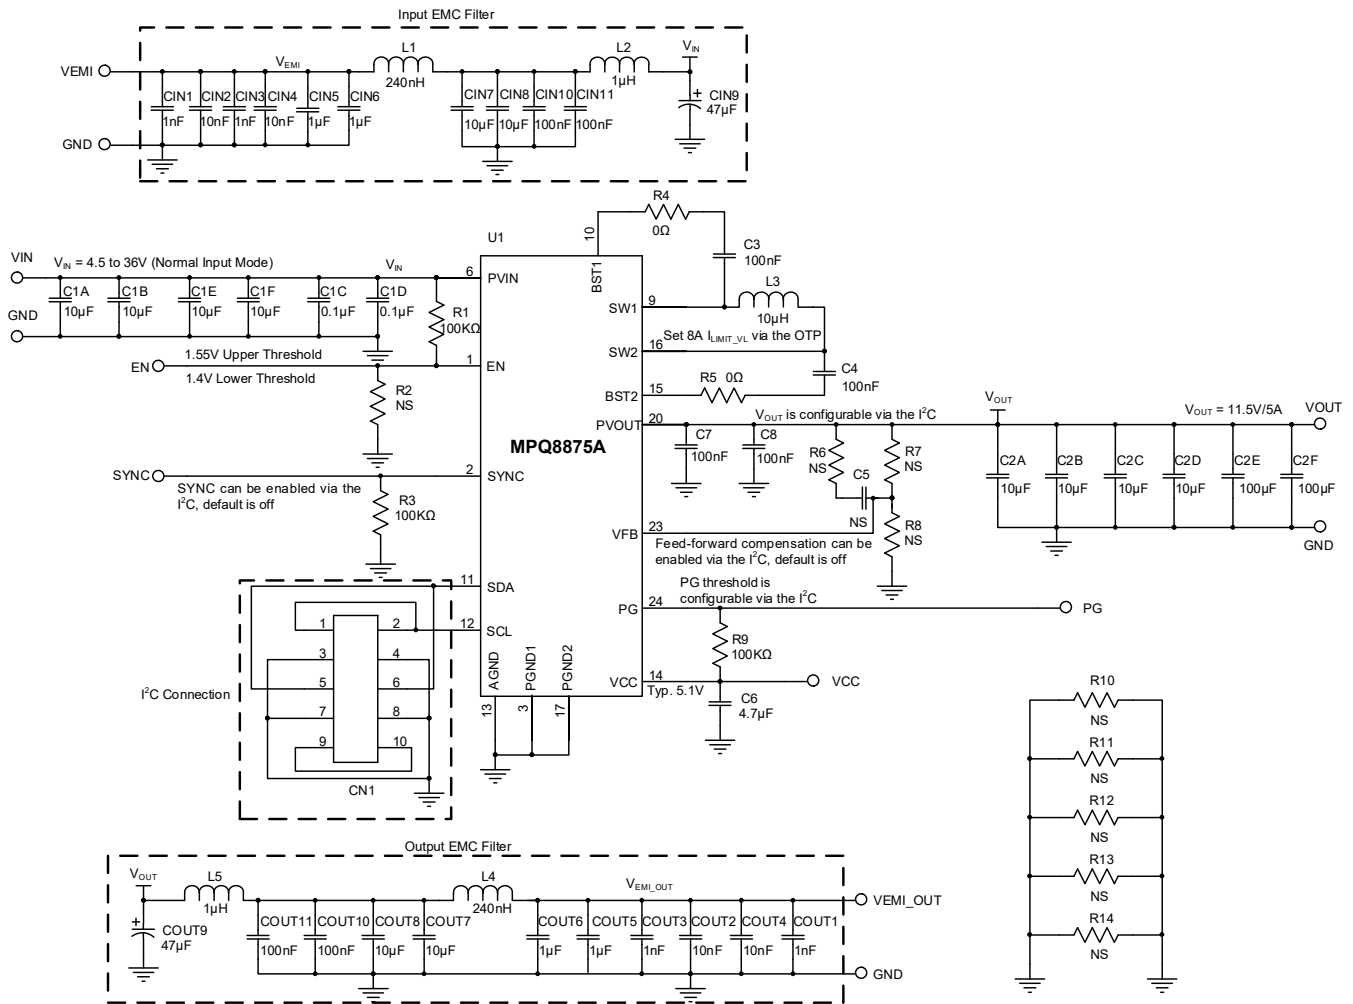 Input EMC Filter
VEMI
V_EMI
L1
240nH
L2
1µH
V_IN
CIN1
1nF
CIN2
10nF
CIN3
1nF
CIN4
10nF
CIN5
1µF
CIN6
1µF
CIN7
10µF
CIN8
10µF
CIN10
100nF
CIN11
100nF
+
CIN9
47µF
GND
R4
0Ω
U1
10
BST1
C3
100nF
VIN
V_IN = 4.5 to 36V (Normal Input Mode)
V_IN
6
PVIN
C1A
10µF
C1B
10µF
C1E
10µF
C1F
10µF
C1C
0.1µF
C1D
0.1µF
R1
100KΩ
GND
SW1
9
L3
10µH
Set 8A I_LIMIT_VL via the OTP
SW2
16
1.55V Upper Threshold
EN
1.4V Lower Threshold
1
EN
R2
NS
C4
100nF
BST2
15
R5 0Ω
PVOUT
20
V_OUT is configurable via the I²C
V_OUT
V_OUT = 11.5V/5A
VOUT
MPQ8875A
C7
100nF
C8
100nF
R6
NS
R7
NS
C5
NS
C2A
10µF
C2B
10µF
C2C
10µF
C2D
10µF
C2E
100µF
C2F
100µF
GND
SYNC
SYNC can be enabled via the
I²C, default is off
2
SYNC
R3
100KΩ
VFB
23
R8
NS
Feed-forward compensation can be
enabled via the I²C, default is off
11
SDA
PG threshold is
configurable via the I²C
PG
24
PG
12
SCL
R9
100KΩ
I²C Connection
1
2
3
4
5
6
7
8
9
10
CN1
AGND
PGND1
PGND2
13
3
17
VCC
14
Typ. 5.1V
VCC
C6
4.7µF
R10
NS
R11
NS
R12
NS
R13
NS
R14
NS
Output EMC Filter
V_OUT
L5
1µH
L4
240nH
V_EMI_OUT
VEMI_OUT
+
COUT9
47µF
COUT11
100nF
COUT10
100nF
COUT8
10µF
COUT7
10µF
COUT6
1µF
COUT5
1µF
COUT3
1nF
COUT2
10nF
COUT4
10nF
COUT1
1nF
GND